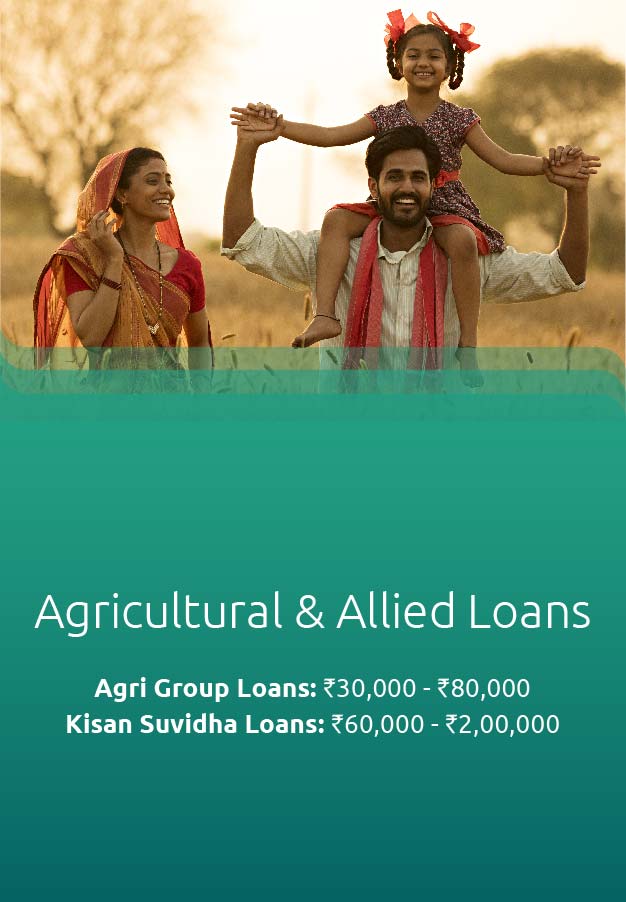 Agricultural & Allied Loans
Agri Group Loans: ₹30,000 - ₹80,000
Kisan Suvidha Loans: ₹60,000 - ₹2,00,000